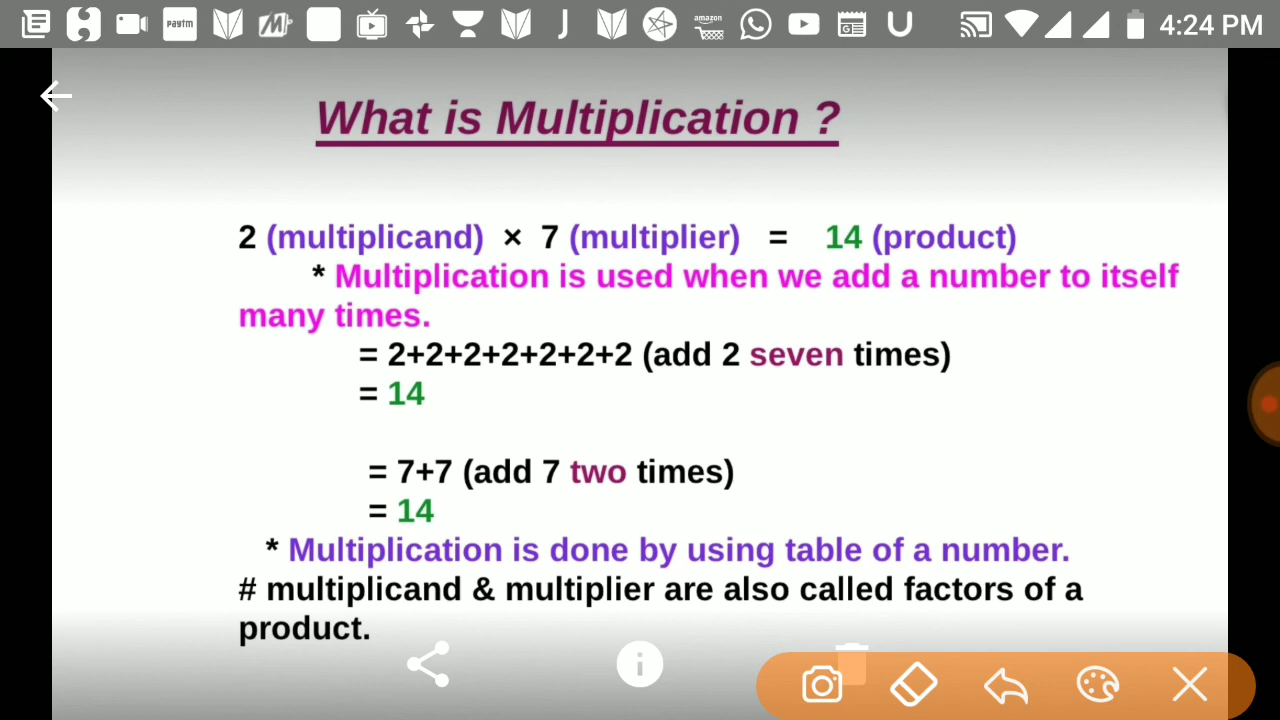 paytm
amazon
4:24 PM
What is Multiplication ?
2 (multiplicand) × 7 (multiplier) = 14 (product)
* Multiplication is used when we add a number to itself
many times.
= 2+2+2+2+2+2+2 (add 2 seven times)
= 14
= 7+7 (add 7 two times)
= 14
* Multiplication is done by using table of a number.
# multiplicand & multiplier are also called factors of a
product.